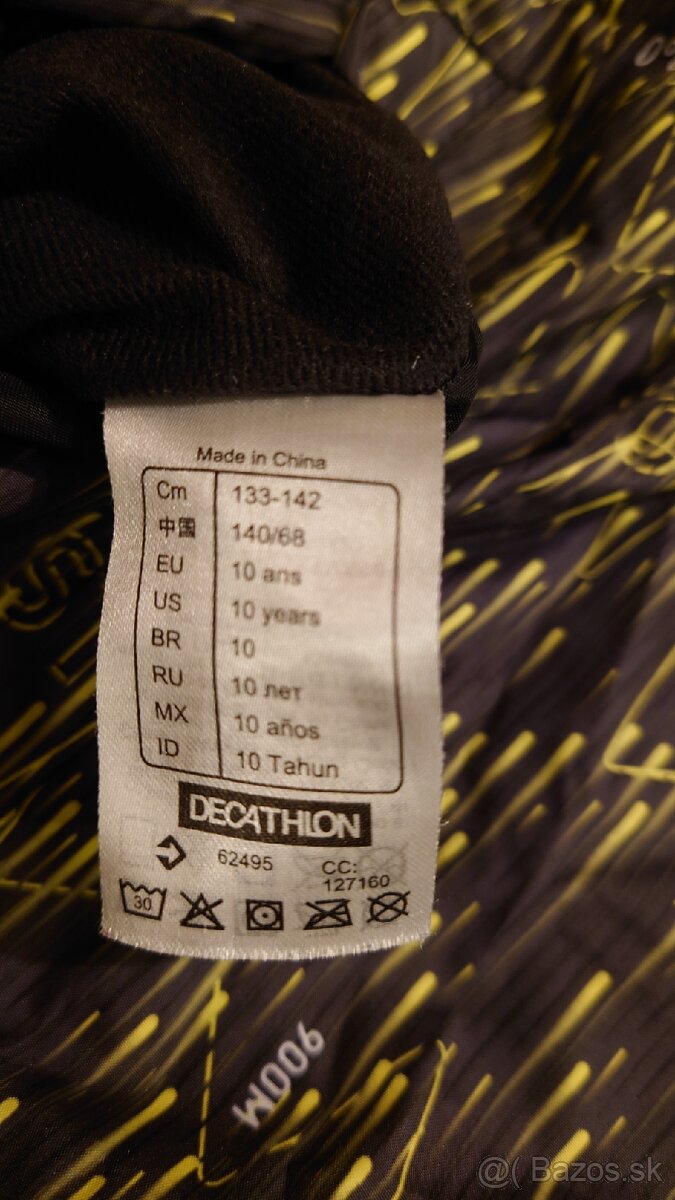 Made in China
Cm 133-142
中国 140/68
EU 10 ans
US 10 years
BR 10
RU 10 лет
MX 10 años
ID 10 Tahun
DECATHLON
62495 CC:
127160
30
900M
@( Bazos.sk